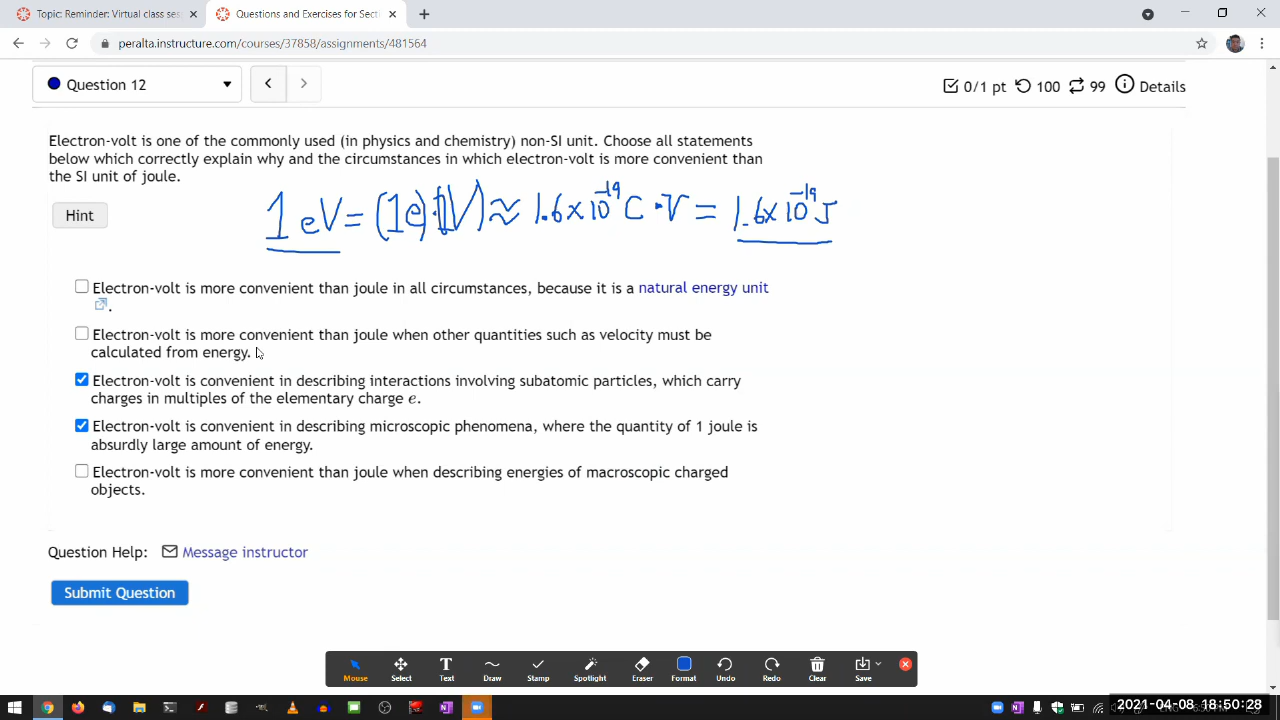 Topic: Reminder: Virtual class ses
Questions and Exercises for Secti
peralta.instructure.com/courses/37858/assignments/481564
Question 12
0/1 pt 100 99 Details
Electron-volt is one of the commonly used (in physics and chemistry) non-SI unit. Choose all statements
below which correctly explain why and the circumstances in which electron-volt is more convenient than
the SI unit of joule.
Hint
1 eV = (1e)·(1V) ≈ 1.6×10⁻¹⁹ C·V = 1.6×10⁻¹⁹ J
Electron-volt is more convenient than joule in all circumstances, because it is a natural energy unit
.
Electron-volt is more convenient than joule when other quantities such as velocity must be
calculated from energy.
Electron-volt is convenient in describing interactions involving subatomic particles, which carry
charges in multiples of the elementary charge e.
Electron-volt is convenient in describing microscopic phenomena, where the quantity of 1 joule is
absurdly large amount of energy.
Electron-volt is more convenient than joule when describing energies of macroscopic charged
objects.
Question Help: Message instructor
Submit Question
Mouse Select Text Draw Stamp Spotlight Eraser Format Undo Redo Clear Save
2021-04-08 18:50:28